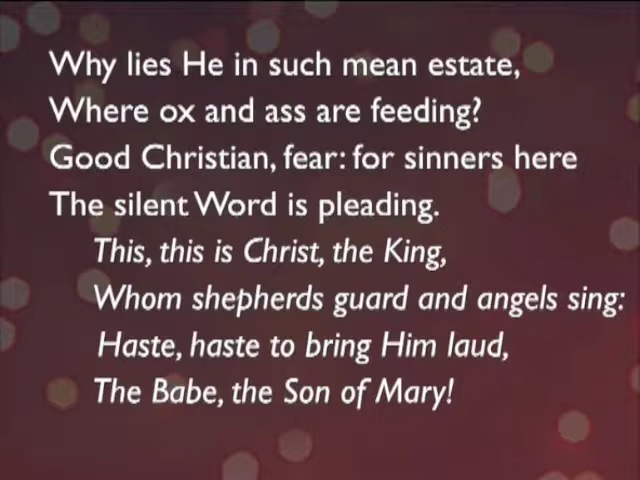 Why lies He in such mean estate,
Where ox and ass are feeding?
Good Christian, fear: for sinners here
The silent Word is pleading.
This, this is Christ, the King,
Whom shepherds guard and angels sing:
Haste, haste to bring Him laud,
The Babe, the Son of Mary!